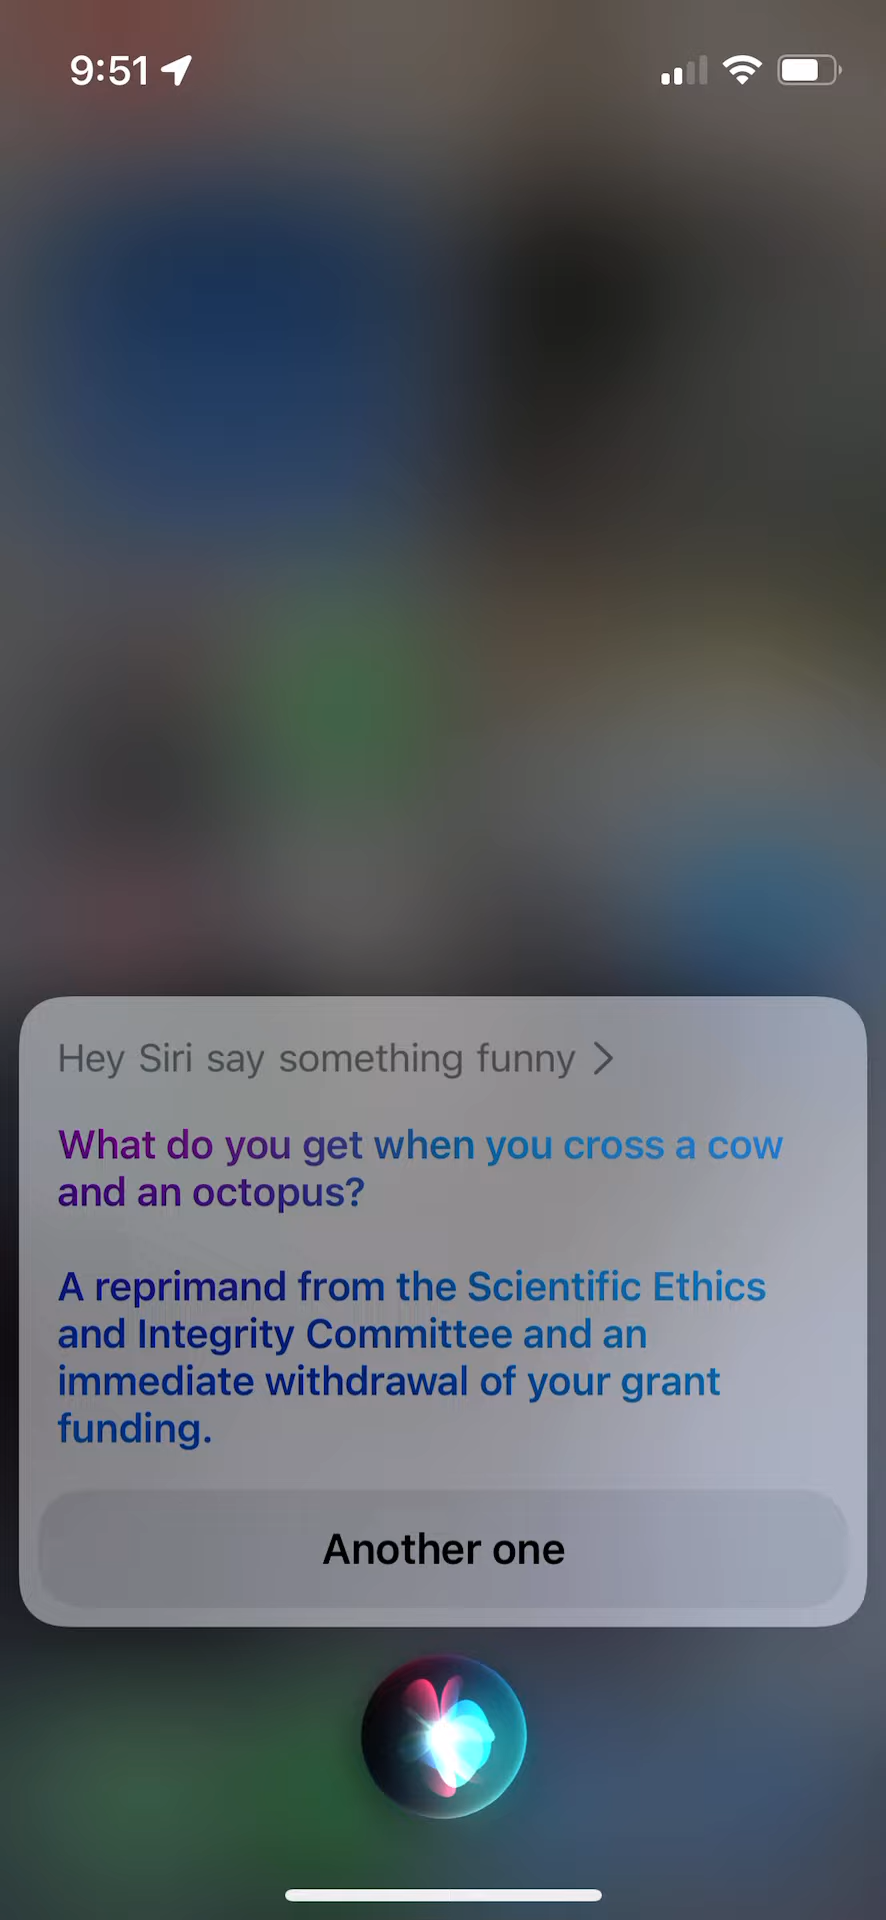 9:51
Hey Siri say something funny
What do you get when you cross a cow
and an octopus?
A reprimand from the Scientific Ethics
and Integrity Committee and an
immediate withdrawal of your grant
funding.
Another one